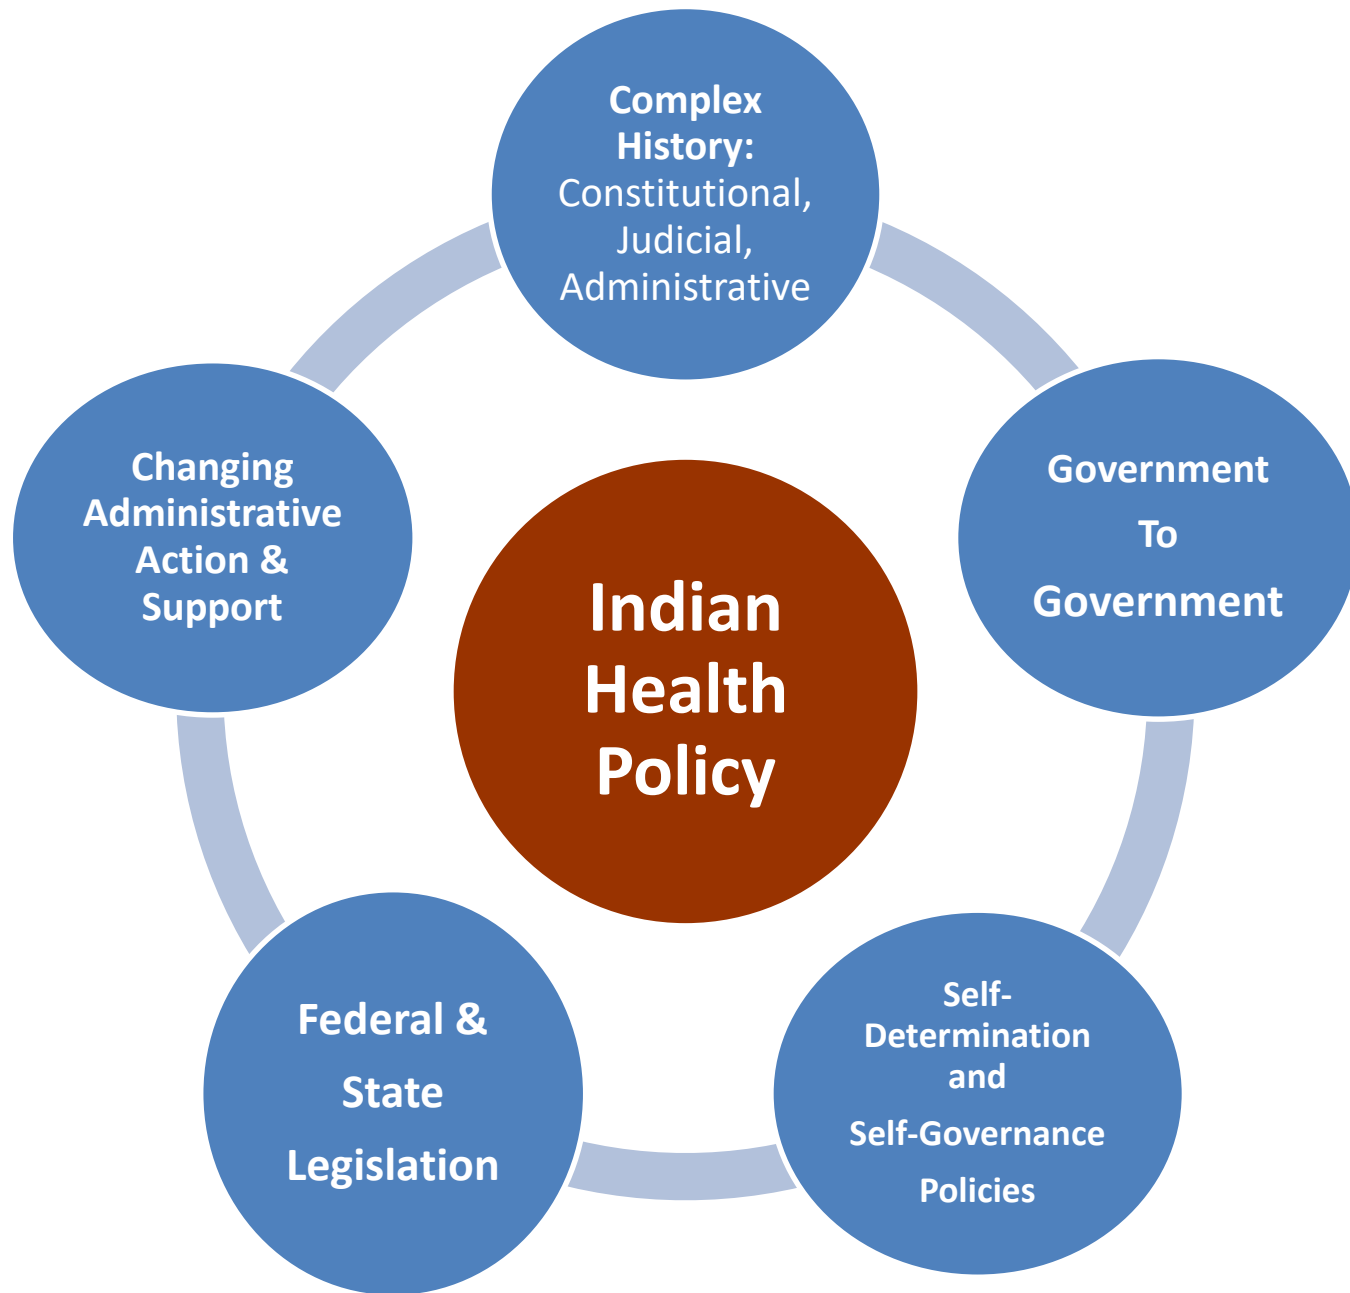 Complex
History:
Constitutional,
Judicial,
Administrative
Government
To
Government
Self-
Determination
and
Self-Governance
Policies
Federal &
State
Legislation
Changing
Administrative
Action &
Support
Indian
Health
Policy